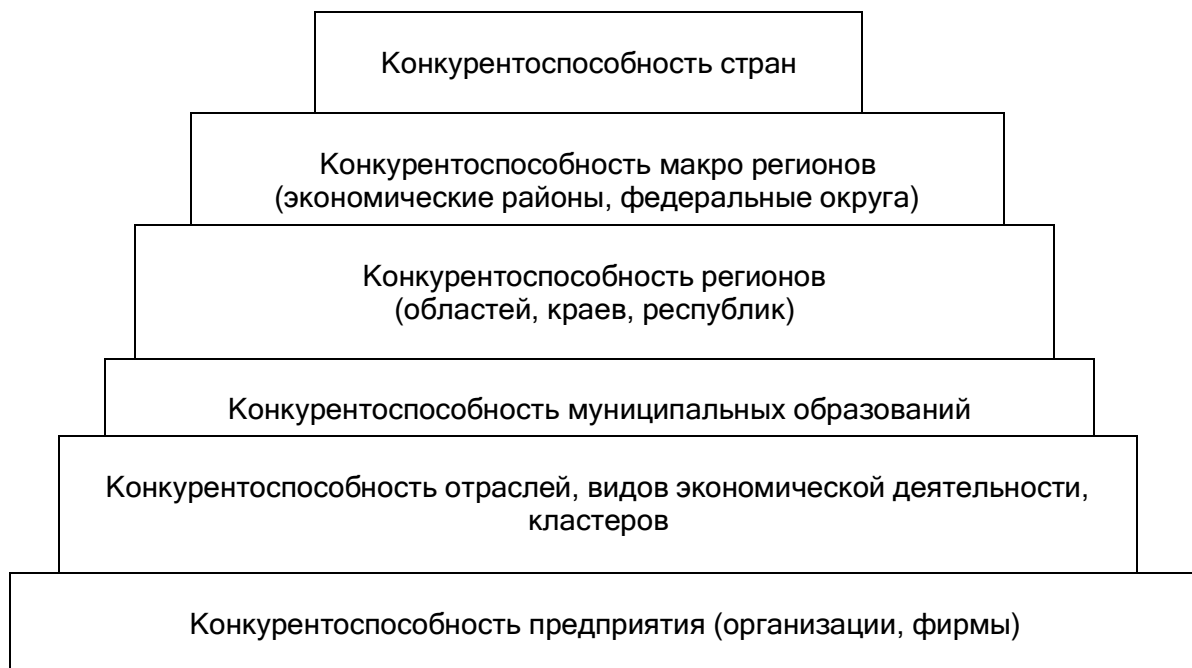 Конкурентоспособность стран
Конкурентоспособность макро регионов
(экономические районы, федеральные округа)
Конкурентоспособность регионов
(областей, краев, республик)
Конкурентоспособность муниципальных образований
Конкурентоспособность отраслей, видов экономической деятельности,
кластеров
Конкурентоспособность предприятия (организации, фирмы)